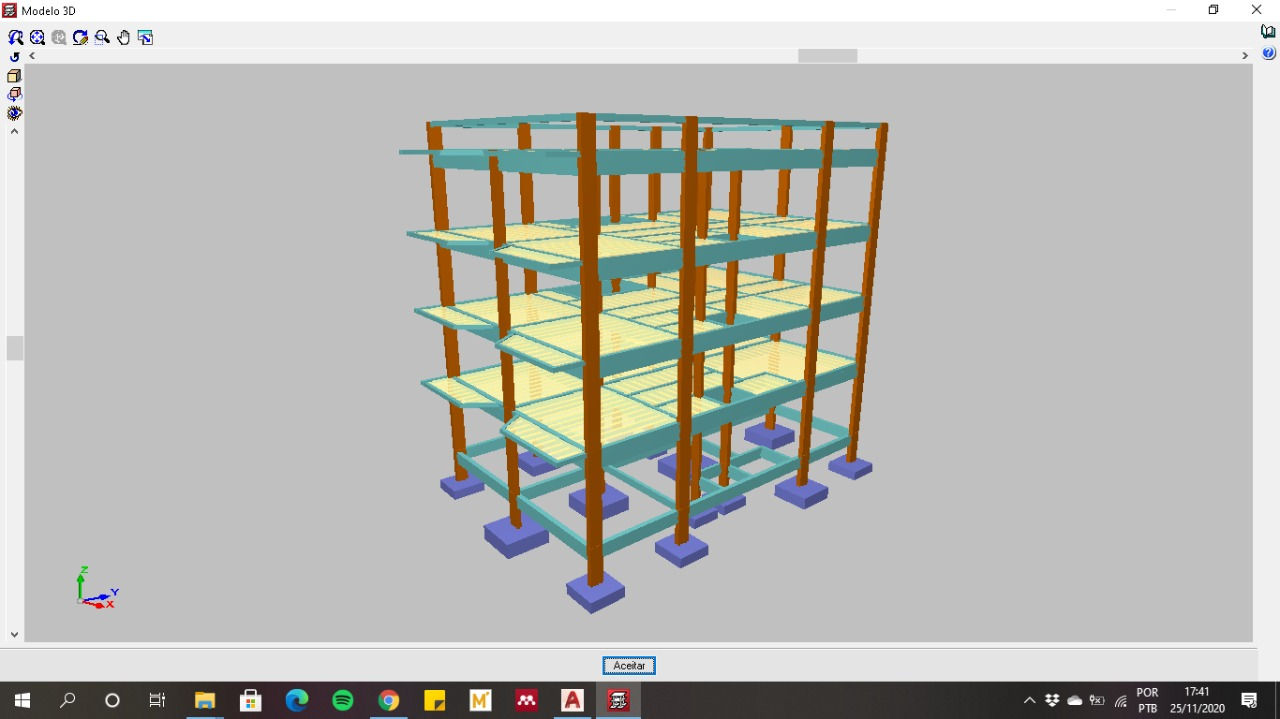 Modelo 3D
Z
Y
X
Aceitar
POR
PTB
17:41
25/11/2020